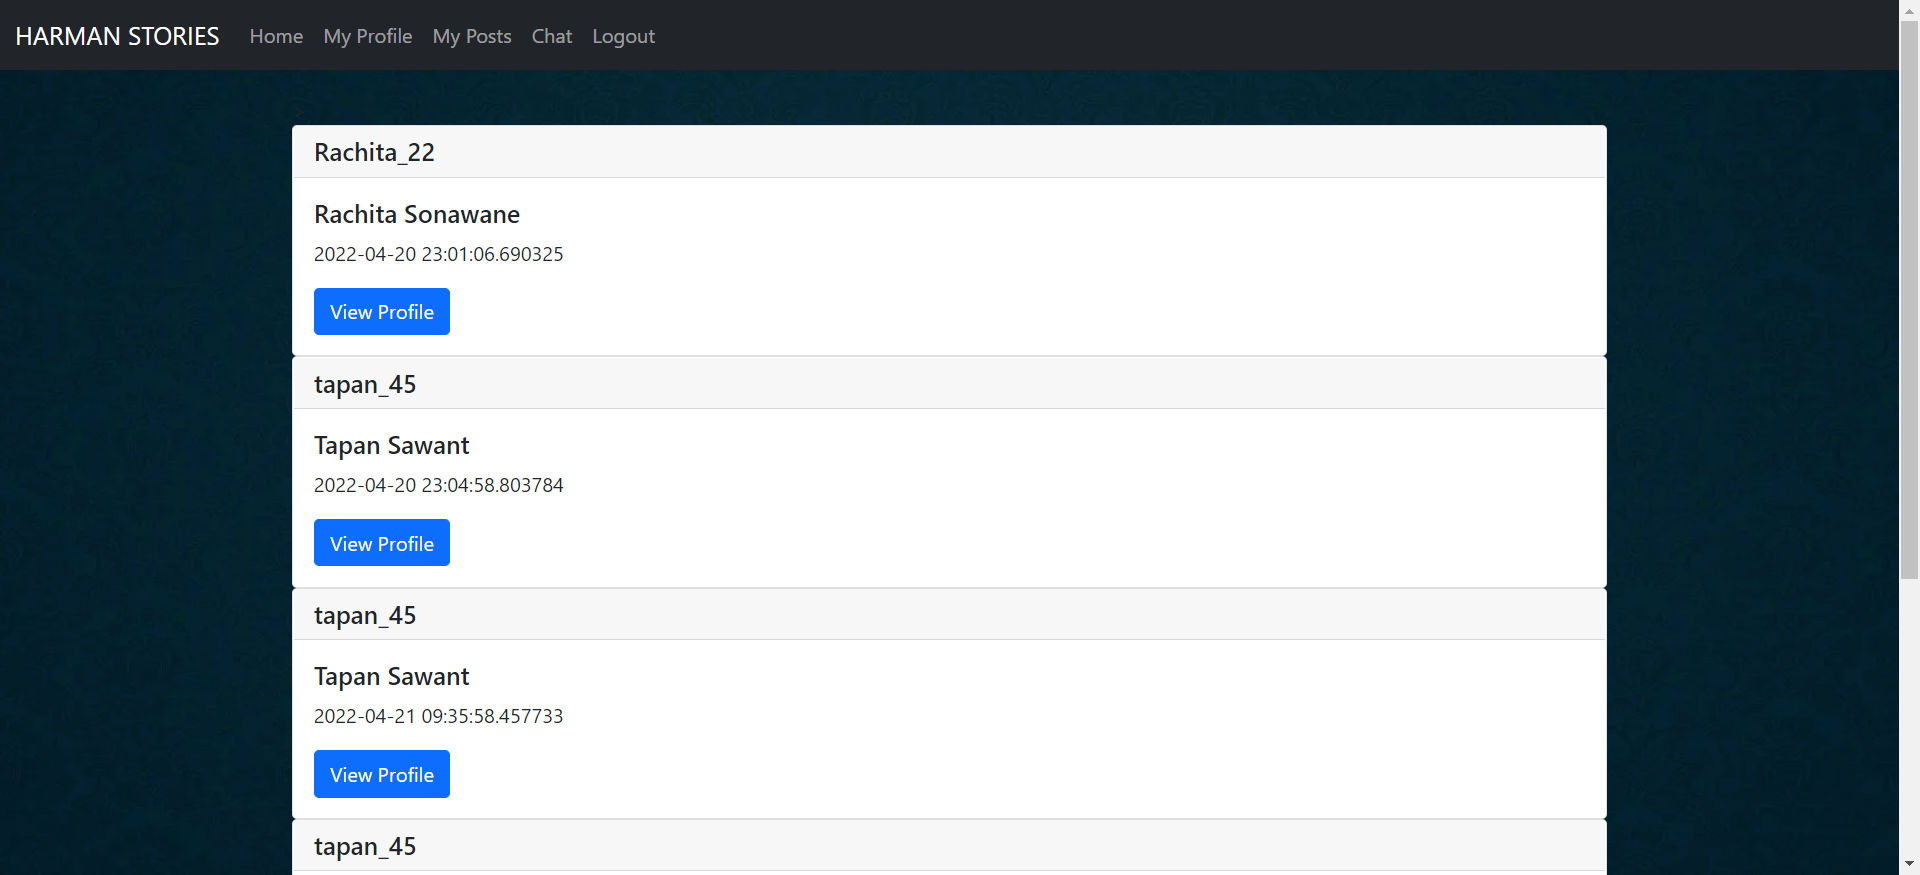 HARMAN STORIES Home My Profile My Posts Chat Logout
Rachita_22
Rachita Sonawane
2022-04-20 23:01:06.690325
View Profile
tapan_45
Tapan Sawant
2022-04-20 23:04:58.803784
View Profile
tapan_45
Tapan Sawant
2022-04-21 09:35:58.457733
View Profile
tapan_45